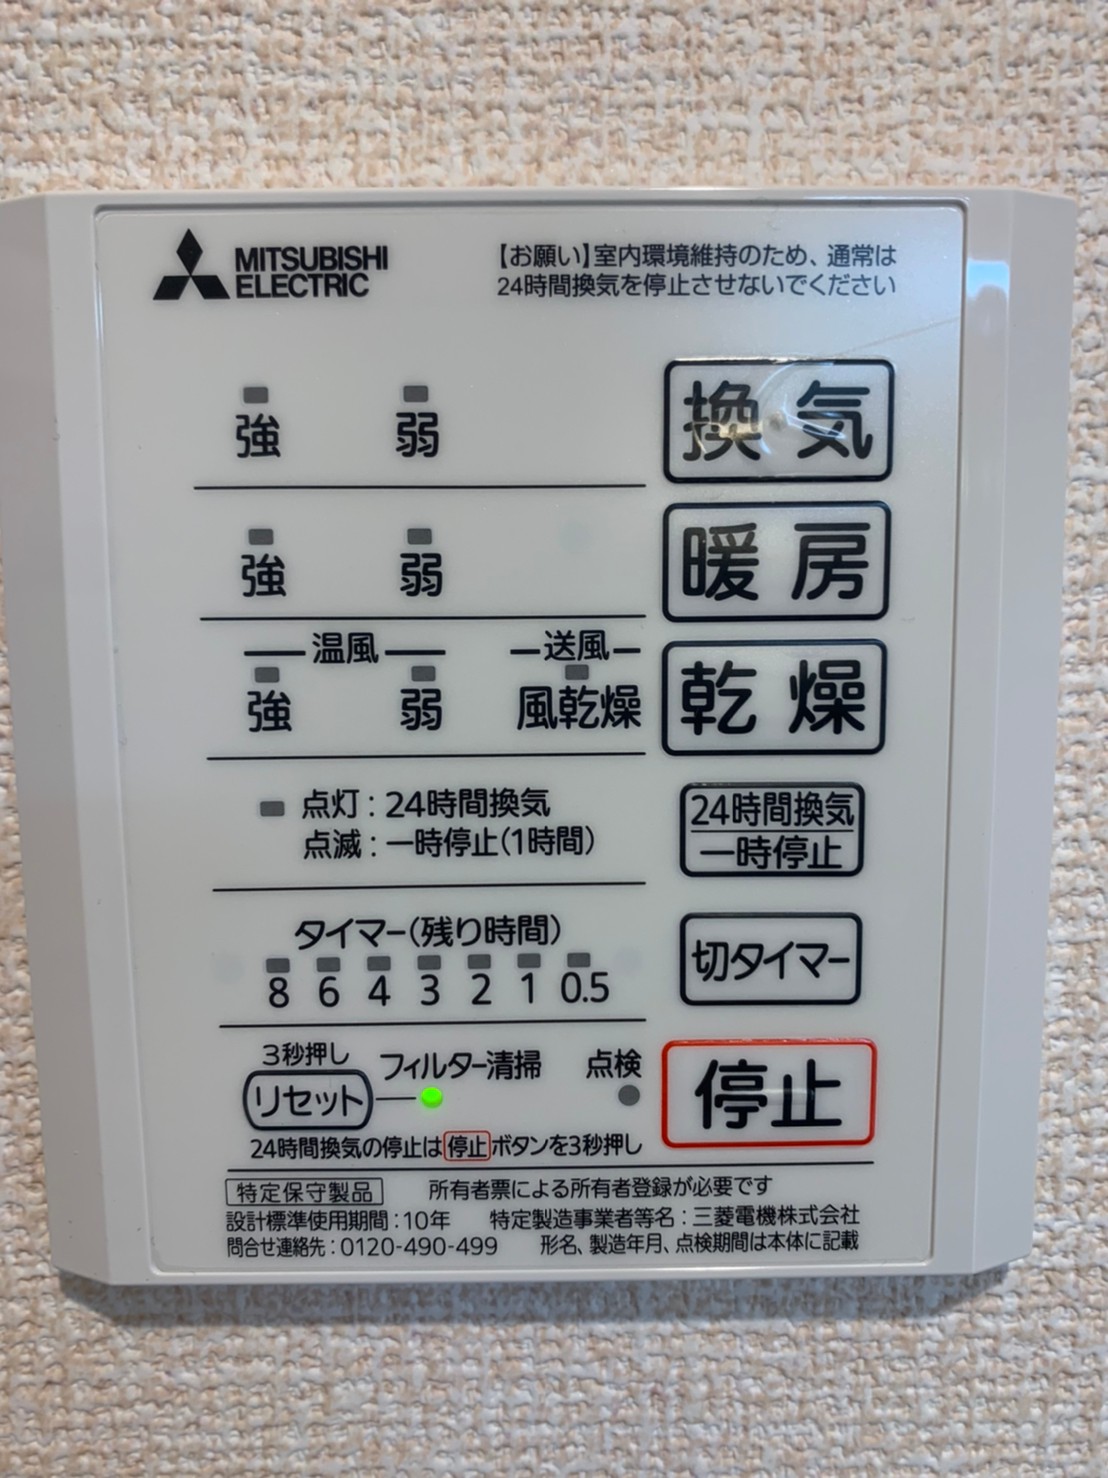 MITSUBISHI
ELECTRIC
【お願い】室内環境維持のため、通常は
24時間換気を停止させないでください
強 弱 換気
強 弱 暖房
温風 送風
強 弱 風乾燥 乾燥
点灯：24時間換気
点滅：一時停止(1時間)
24時間換気
一時停止
タイマー(残り時間)
8 6 4 3 2 1 0.5
切タイマー
3秒押し
リセット フィルター清掃 点検
停止
24時間換気の停止は停止ボタンを3秒押し
特定保守製品 所有者票による所有者登録が必要です
設計標準使用期間：10年 特定製造事業者等名：三菱電機株式会社
問合せ連絡先：0120-490-499 形名、製造年月、点検期間は本体に記載